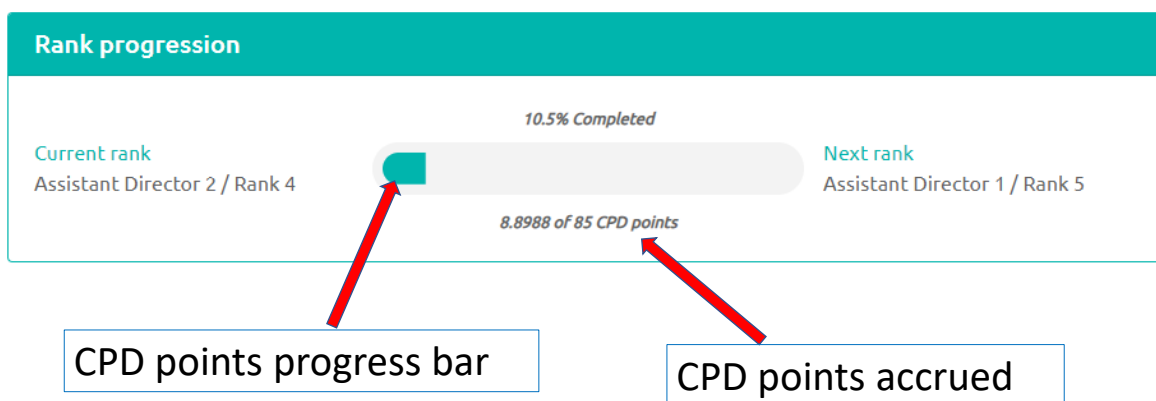 Rank progression
10.5% Completed
Current rank
Assistant Director 2 / Rank 4
Next rank
Assistant Director 1 / Rank 5
8.8988 of 85 CPD points
CPD points progress bar
CPD points accrued